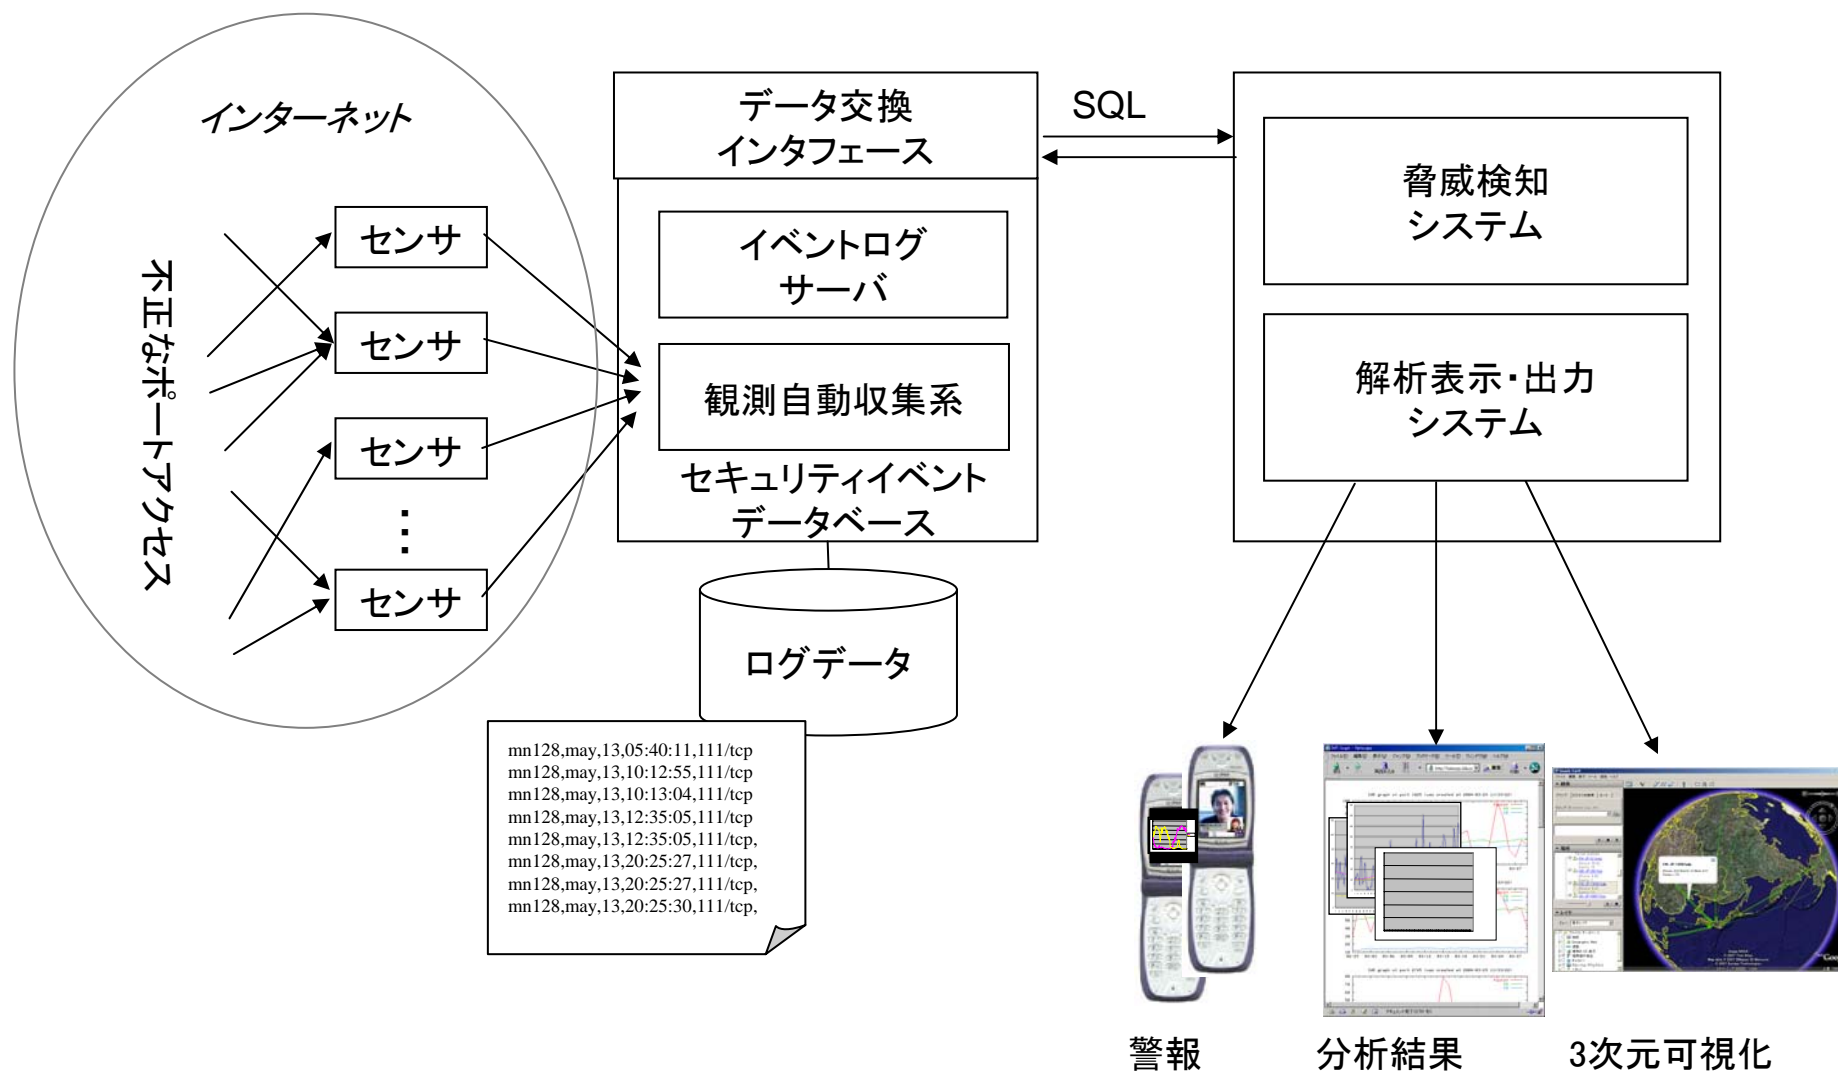 インターネット
不正なポートアクセス
センサ
センサ
センサ
センサ
データ交換
インタフェース
イベントログ
サーバ
観測自動収集系
セキュリティイベント
データベース
ログデータ
mn128,may,13,05:40:11,111/tcp
mn128,may,13,10:12:55,111/tcp
mn128,may,13,10:13:04,111/tcp
mn128,may,13,12:35:05,111/tcp
mn128,may,13,12:35:05,111/tcp,
mn128,may,13,20:25:27,111/tcp,
mn128,may,13,20:25:27,111/tcp,
mn128,may,13,20:25:30,111/tcp,
SQL
脅威検知
システム
解析表示・出力
システム
警報
分析結果
3次元可視化